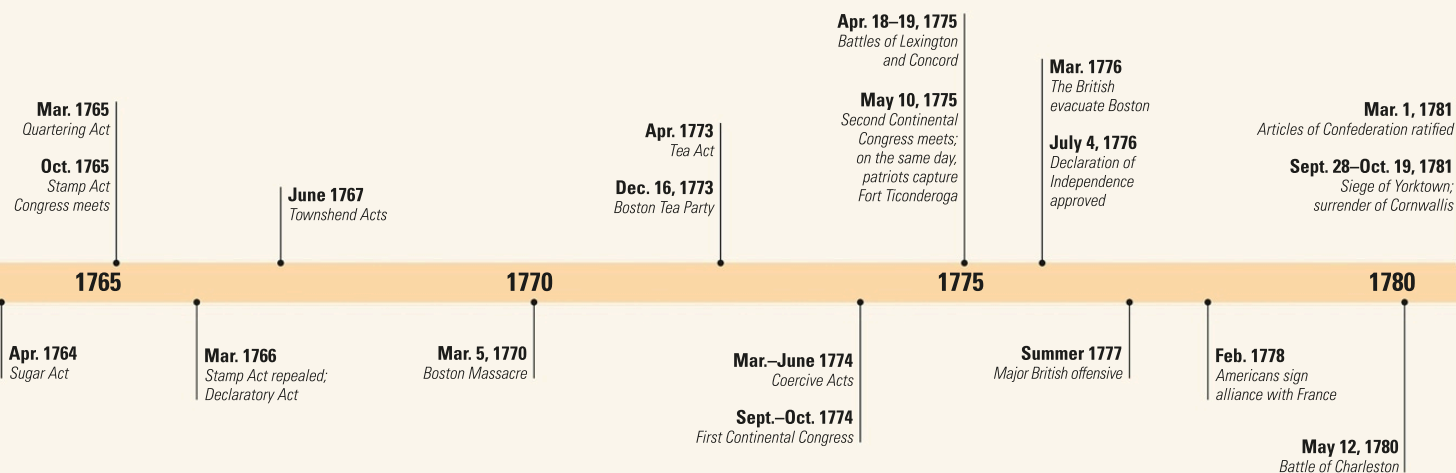 Apr. 18–19, 1775
Battles of Lexington
and Concord
May 10, 1775
Second Continental
Congress meets;
on the same day,
patriots capture
Fort Ticonderoga
Mar. 1776
The British
evacuate Boston
July 4, 1776
Declaration of
Independence
approved
Mar. 1, 1781
Articles of Confederation ratified
Sept. 28–Oct. 19, 1781
Siege of Yorktown;
surrender of Cornwallis
Mar. 1765
Quartering Act
Oct. 1765
Stamp Act
Congress meets
June 1767
Townshend Acts
Apr. 1773
Tea Act
Dec. 16, 1773
Boston Tea Party
1765
1770
1775
1780
Apr. 1764
Sugar Act
Mar. 1766
Stamp Act repealed;
Declaratory Act
Mar. 5, 1770
Boston Massacre
Mar.–June 1774
Coercive Acts
Sept.–Oct. 1774
First Continental Congress
Summer 1777
Major British offensive
Feb. 1778
Americans sign
alliance with France
May 12, 1780
Battle of Charleston